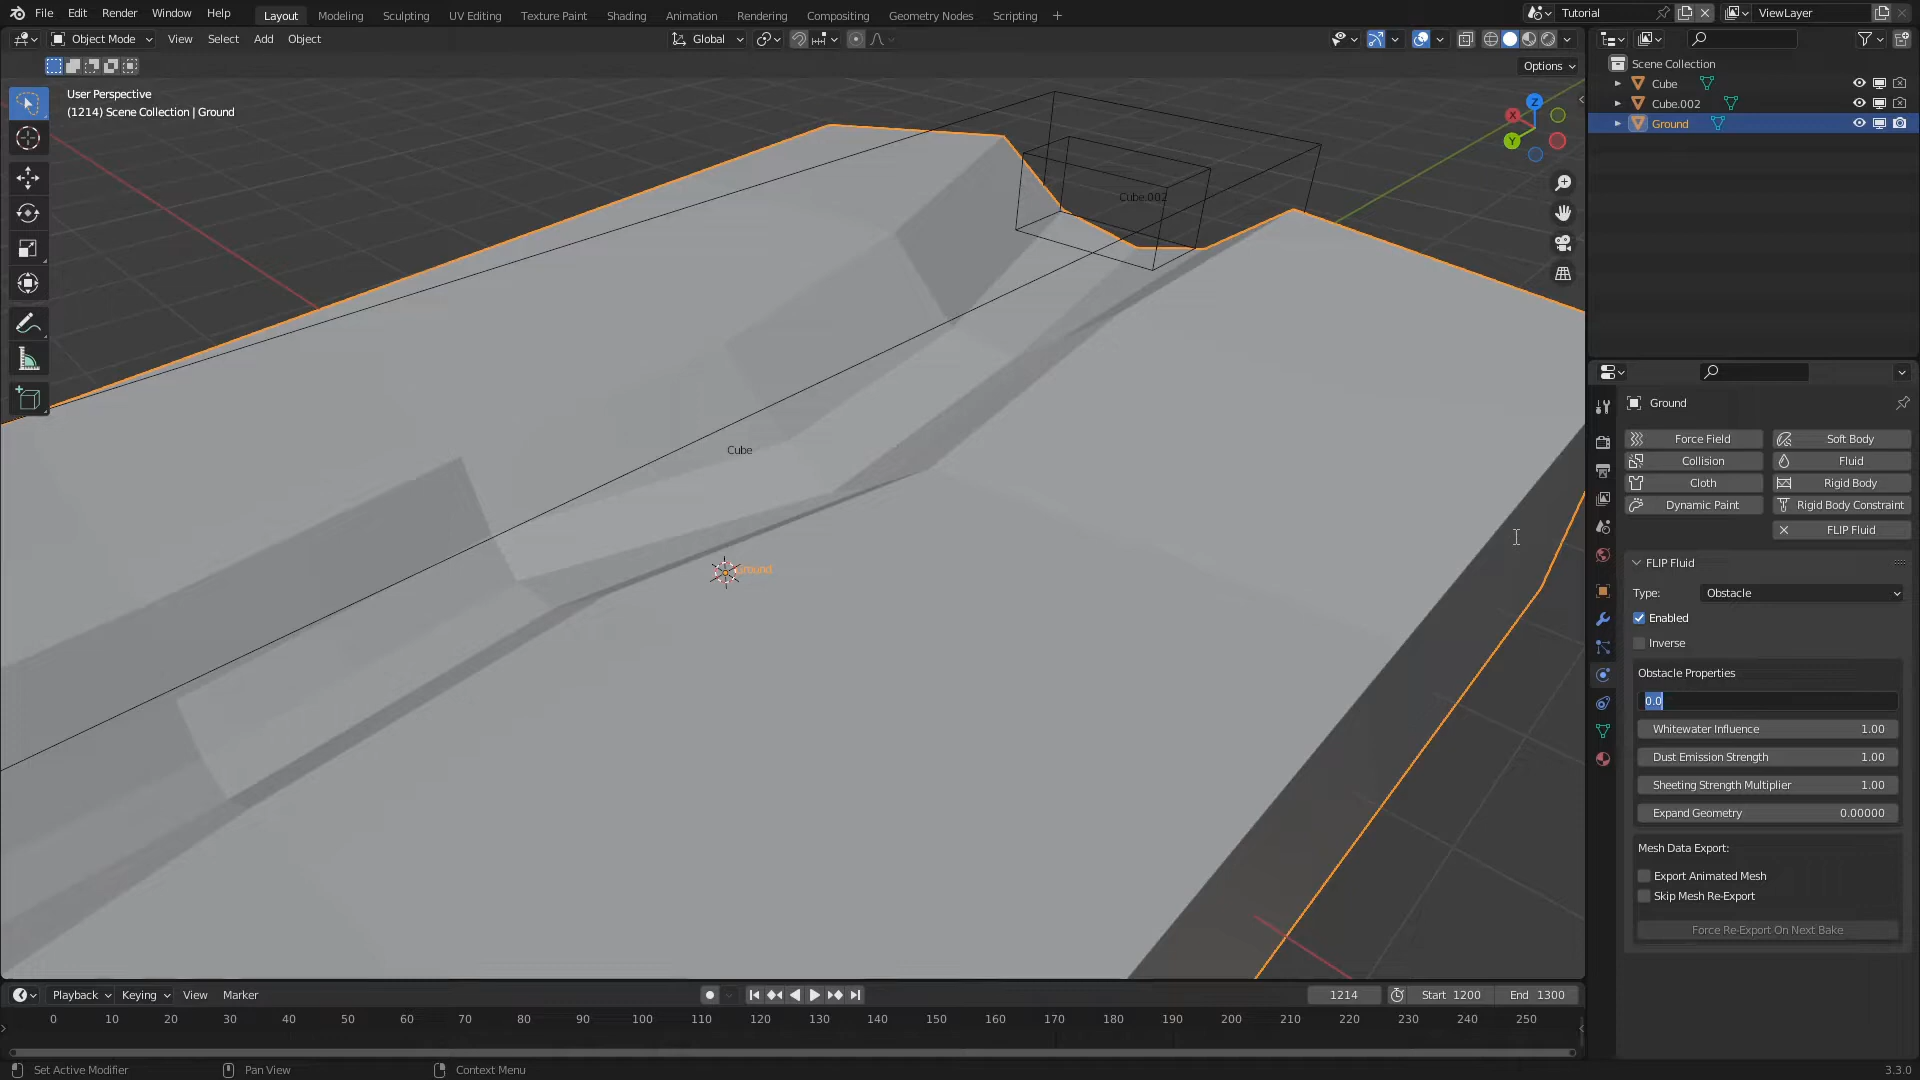 File Edit Render Window Help Layout Modeling Sculpting UV Editing Texture Paint Shading Animation Rendering Compositing Geometry Nodes Scripting + Tutorial ViewLayer
Object Mode View Select Add Object Global
Options
User Perspective
(1214) Scene Collection | Ground
Scene Collection
Cube
Cube.002
Ground
Z
X
Y
Cube.002
Cube
Ground
Ground
Force Field Soft Body
Collision Fluid
Cloth Rigid Body
Dynamic Paint Rigid Body Constraint
FLIP Fluid
FLIP Fluid
Type: Obstacle
Enabled
Inverse
Obstacle Properties
0.0
Whitewater Influence 1.00
Dust Emission Strength 1.00
Sheeting Strength Multiplier 1.00
Expand Geometry 0.00000
Mesh Data Export:
Export Animated Mesh
Skip Mesh Re-Export
Force Re-Export On Next Bake
Playback Keying View Marker 1214 Start 1200 End 1300
0 10 20 30 40 50 60 70 80 90 100 110 120 130 140 150 160 170 180 190 200 210 220 230 240 250
Set Active Modifier Pan View Context Menu 3.3.0